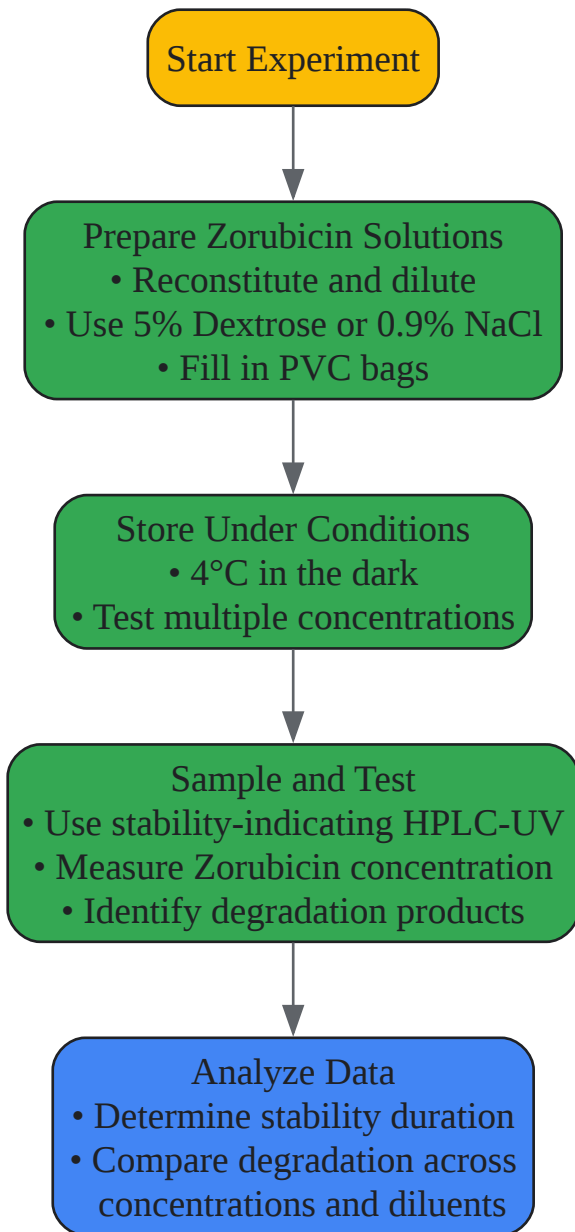 Start Experiment
Prepare Zorubicin Solutions
• Reconstitute and dilute
• Use 5% Dextrose or 0.9% NaCl
• Fill in PVC bags
Store Under Conditions
• 4°C in the dark
• Test multiple concentrations
Sample and Test
• Use stability-indicating HPLC-UV
• Measure Zorubicin concentration
• Identify degradation products
Analyze Data
• Determine stability duration
• Compare degradation across
concentrations and diluents